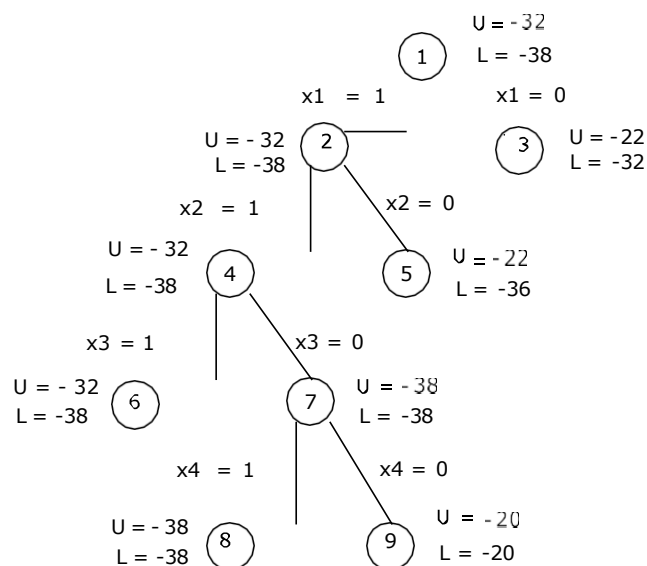 U = -32
1
L = -38
x1 = 1
x1 = 0
U = - 32
2
3
U = -22
L = -38
L = -32
x2 = 1
x2 = 0
U = - 32
4
5
U = -22
L = -38
L = -36
x3 = 1
x3 = 0
U = - 32
6
7
U = -38
L = -38
L = -38
x4 = 1
x4 = 0
U = - 38
8
9
U = -20
L = -38
L = -20